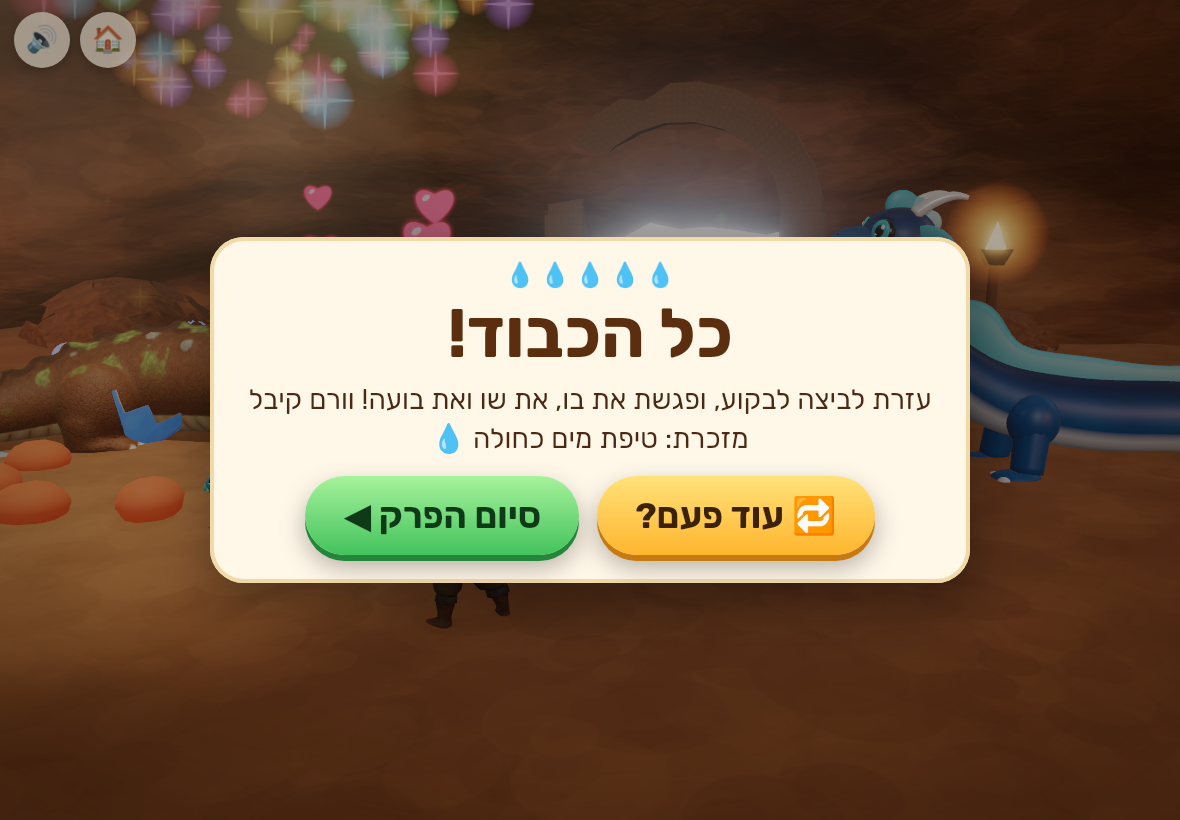 כל הכבוד!
עזרת לביצה לבקוע, ופגשת את בו, את שו ואת בועה! וורם קיבל
מזכרת: טיפת מים כחולה 💧
🔁 עוד פעם?
סיום הפרק ◀